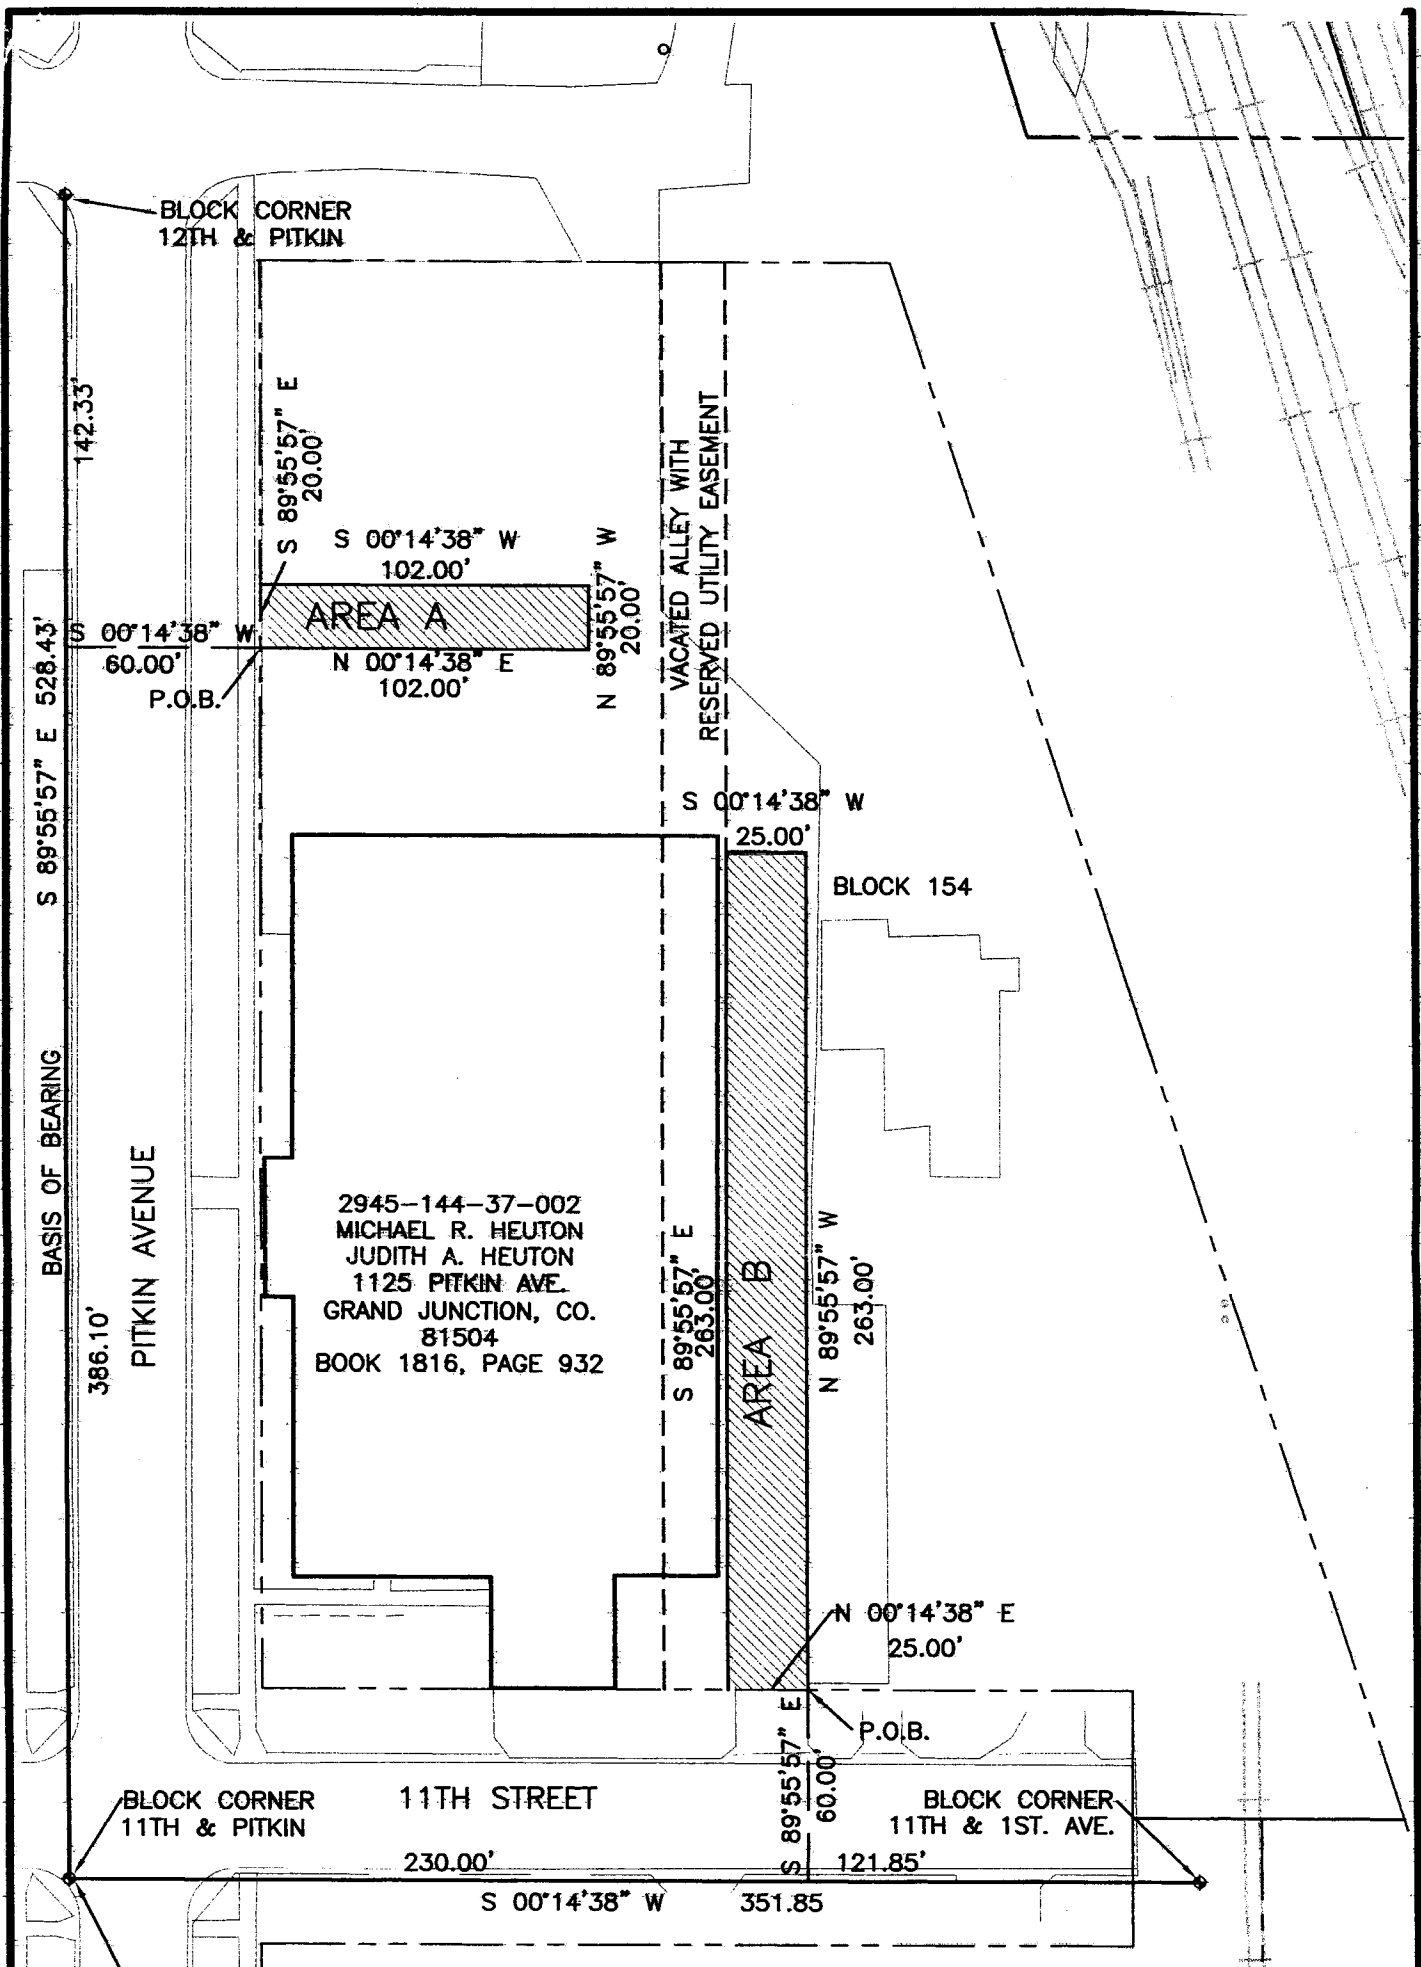 BLOCK CORNER
12TH & PITKIN
142.33'
S 89°55'57" E
20.00'
S 00°14'38" W
102.00'
AREA A
N 89°55'57" W
20.00'
VACATED ALLEY WITH
RESERVED UTILITY EASEMENT
S 00°14'38" W
60.00'
N 00°14'38" E
102.00'
P.O.B.
BASIS OF BEARING S 89°55'57" E 528.43'
S 00°14'38" W
25.00'
BLOCK 154
PITKIN AVENUE
386.10'
2945-144-37-002
MICHAEL R. HEUTON
JUDITH A. HEUTON
1125 PITKIN AVE.
GRAND JUNCTION, CO.
81504
BOOK 1816, PAGE 932
S 89°55'57" E
263.00'
AREA B
N 89°55'57" W
263.00'
N 00°14'38" E
25.00'
P.O.B.
S 89°55'57" E
60.00'
BLOCK CORNER
11TH & PITKIN
11TH STREET
BLOCK CORNER
11TH & 1ST. AVE.
230.00'
121.85'
S 00°14'38" W 351.85